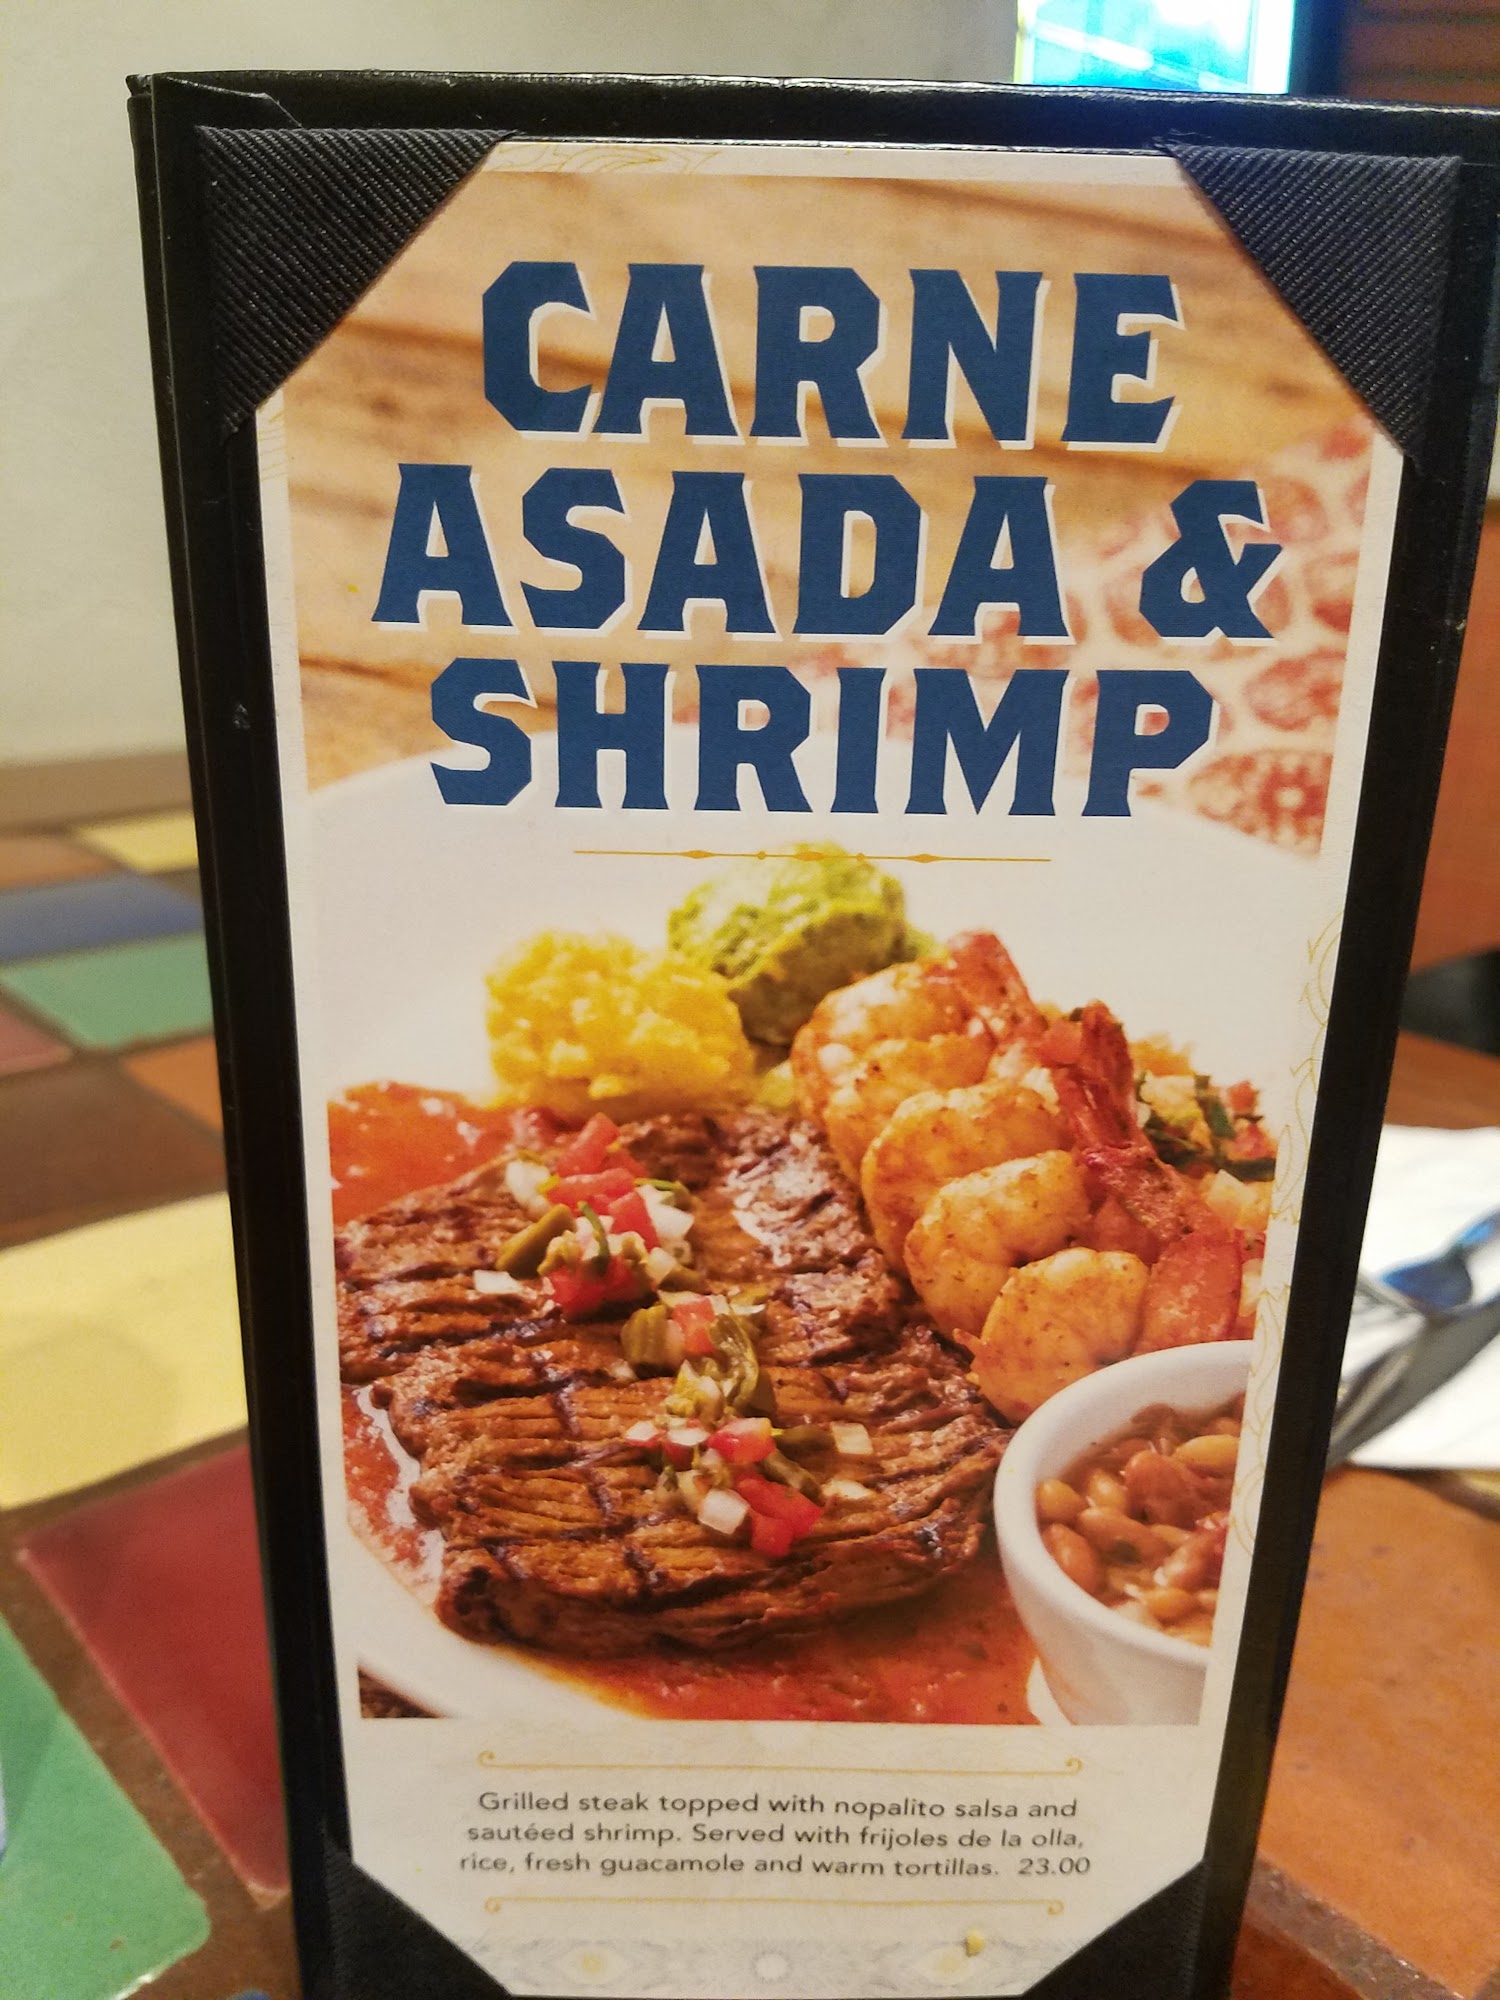 CARNE
ASADA &
SHRIMP
Grilled steak topped with nopalito salsa and
sautéed shrimp. Served with frijoles de la olla,
rice, fresh guacamole and warm tortillas. 23.00